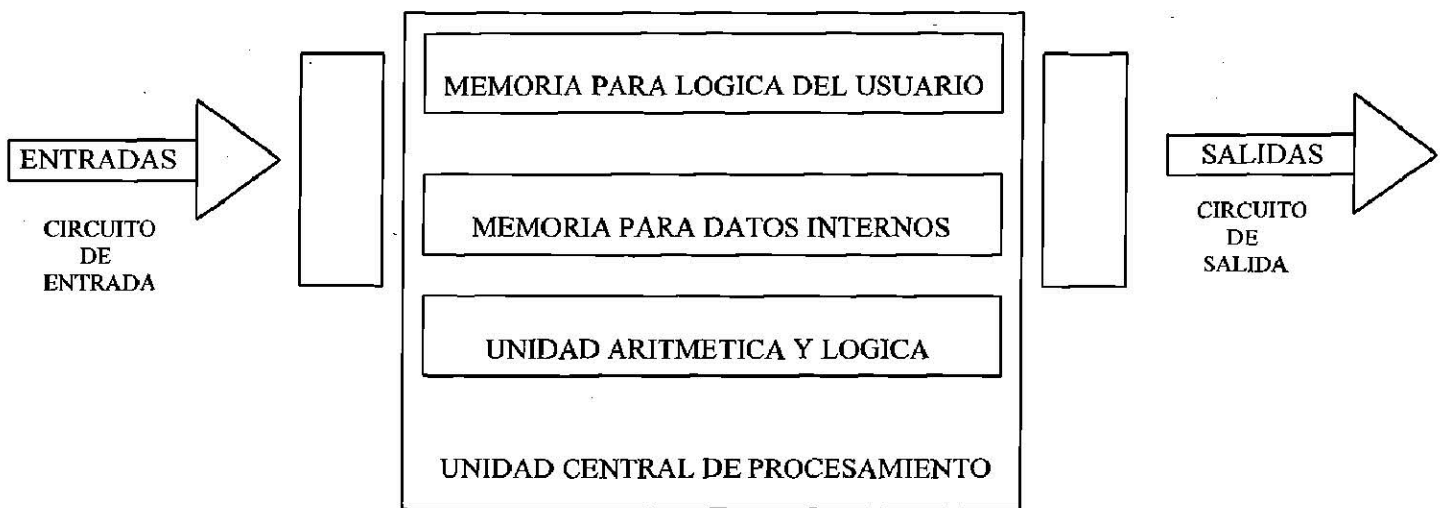 ENTRADAS
CIRCUITO
DE
ENTRADA
MEMORIA PARA LOGICA DEL USUARIO
MEMORIA PARA DATOS INTERNOS
UNIDAD ARITMETICA Y LOGICA
UNIDAD CENTRAL DE PROCESAMIENTO
SALIDAS
CIRCUITO
DE
SALIDA